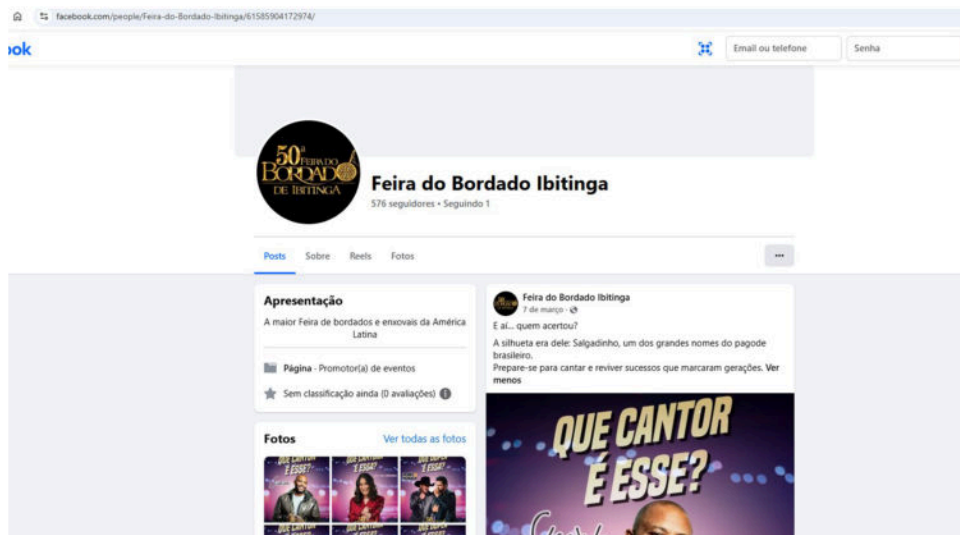 facebook.com/people/Feira-do-Bordado-Ibitinga/61585904172974/
ook
Email ou telefone
Senha
50ª
FEIRA DO
BORDADO
DE IBITINGA
Feira do Bordado Ibitinga
576 seguidores • Seguindo 1
Posts
Sobre
Reels
Fotos
Apresentação
A maior Feira de bordados e enxovais da América
Latina
Página · Promotor(a) de eventos
Sem classificação ainda (0 avaliações)
Fotos
Ver todas as fotos
Feira do Bordado Ibitinga
7 de março ·
E aí... quem acertou?
A silhueta era dele: Salgadinho, um dos grandes nomes do pagode
brasileiro.
Prepare-se para cantar e reviver sucessos que marcaram gerações. Ver
menos
QUE CANTOR
É ESSE?